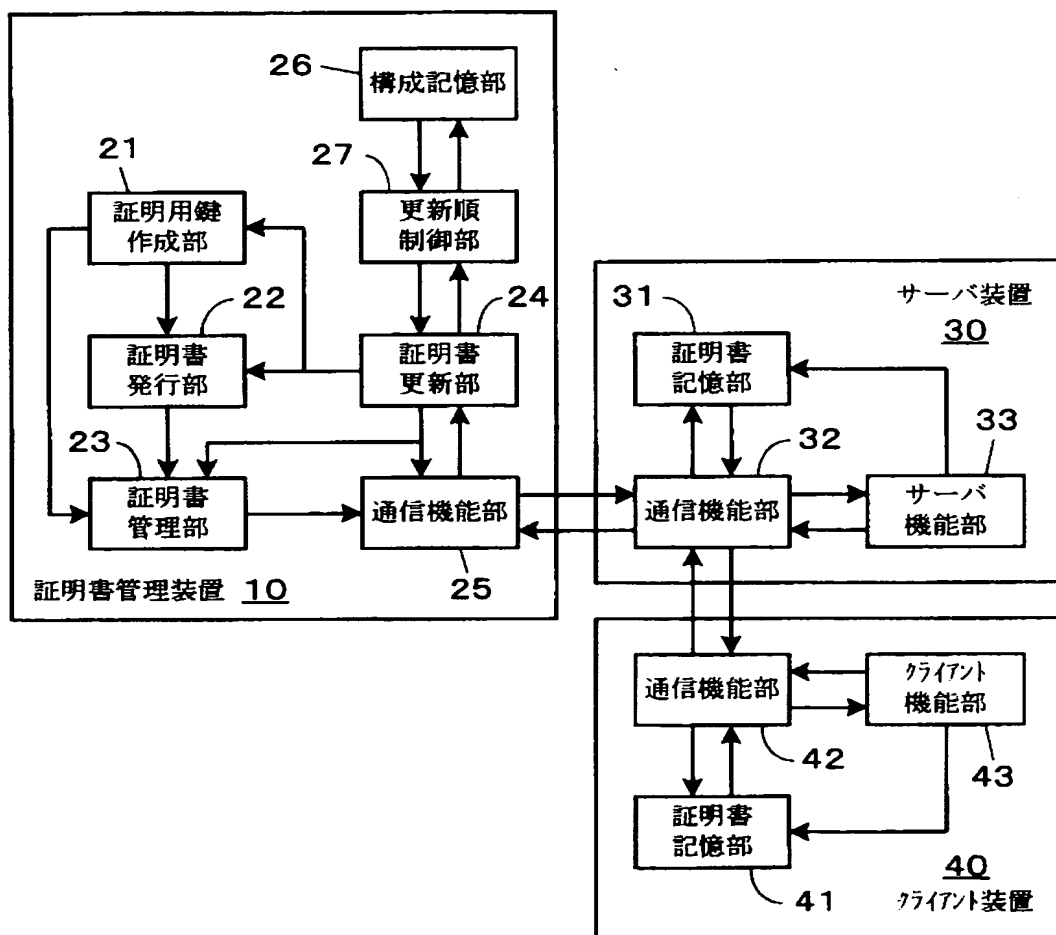 26
構成記憶部
21
27
証明用鍵
作成部
更新順
制御部
22
24
証明書
発行部
証明書
更新部
23
証明書
管理部
通信機能部
証明書管理装置 10
25
サーバ装置
30
31
証明書
記憶部
32
33
通信機能部
サーバ
機能部
通信機能部
クライアント
機能部
42
43
証明書
記憶部
41
40
クライアント装置